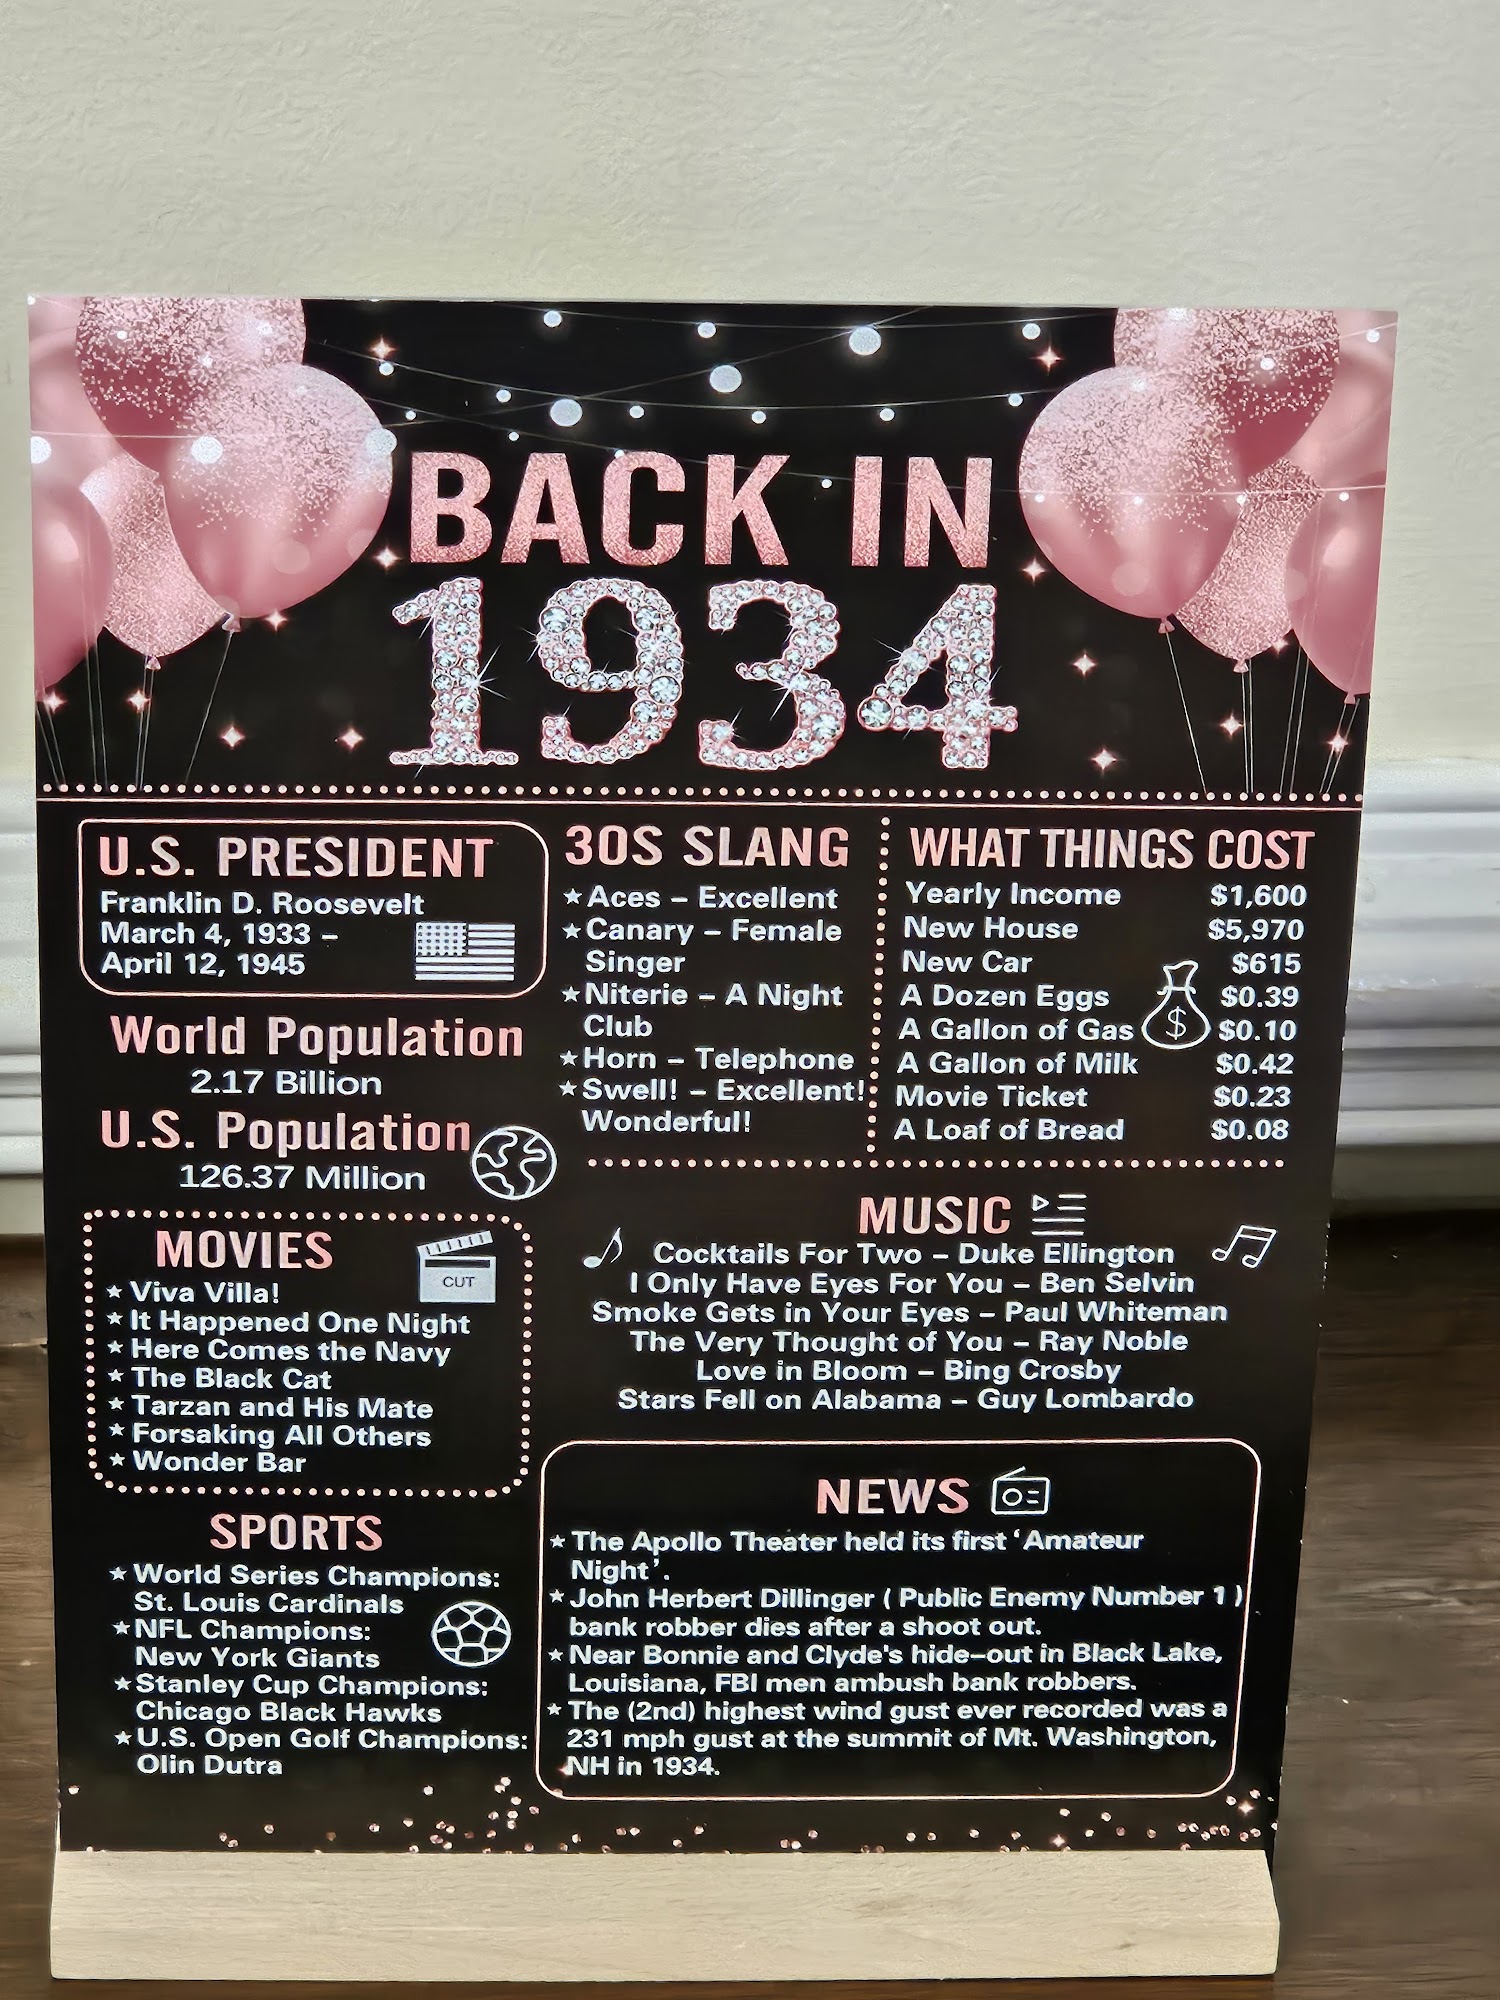 BACK IN
1934
U.S. PRESIDENT
Franklin D. Roosevelt
March 4, 1933 –
April 12, 1945
World Population
2.17 Billion
U.S. Population
126.37 Million
MOVIES
CUT
★ Viva Villa!
★ It Happened One Night
★ Here Comes the Navy
★ The Black Cat
★ Tarzan and His Mate
★ Forsaking All Others
★ Wonder Bar
SPORTS
★ World Series Champions:
St. Louis Cardinals
★ NFL Champions:
New York Giants
★ Stanley Cup Champions:
Chicago Black Hawks
★ U.S. Open Golf Champions:
Olin Dutra
30S SLANG
★ Aces – Excellent
★ Canary – Female
Singer
★ Niterie – A Night
Club
★ Horn – Telephone
★ Swell! – Excellent!
Wonderful!
WHAT THINGS COST
Yearly Income $1,600
New House $5,970
New Car $615
A Dozen Eggs $0.39
A Gallon of Gas $ $0.10
A Gallon of Milk $0.42
Movie Ticket $0.23
A Loaf of Bread $0.08
MUSIC
Cocktails For Two – Duke Ellington
I Only Have Eyes For You – Ben Selvin
Smoke Gets in Your Eyes – Paul Whiteman
The Very Thought of You – Ray Noble
Love in Bloom – Bing Crosby
Stars Fell on Alabama – Guy Lombardo
NEWS
★ The Apollo Theater held its first ‘Amateur
Night’.
★ John Herbert Dillinger ( Public Enemy Number 1 )
bank robber dies after a shoot out.
★ Near Bonnie and Clyde's hide–out in Black Lake,
Louisiana, FBI men ambush bank robbers.
★ The (2nd) highest wind gust ever recorded was a
231 mph gust at the summit of Mt. Washington,
NH in 1934.